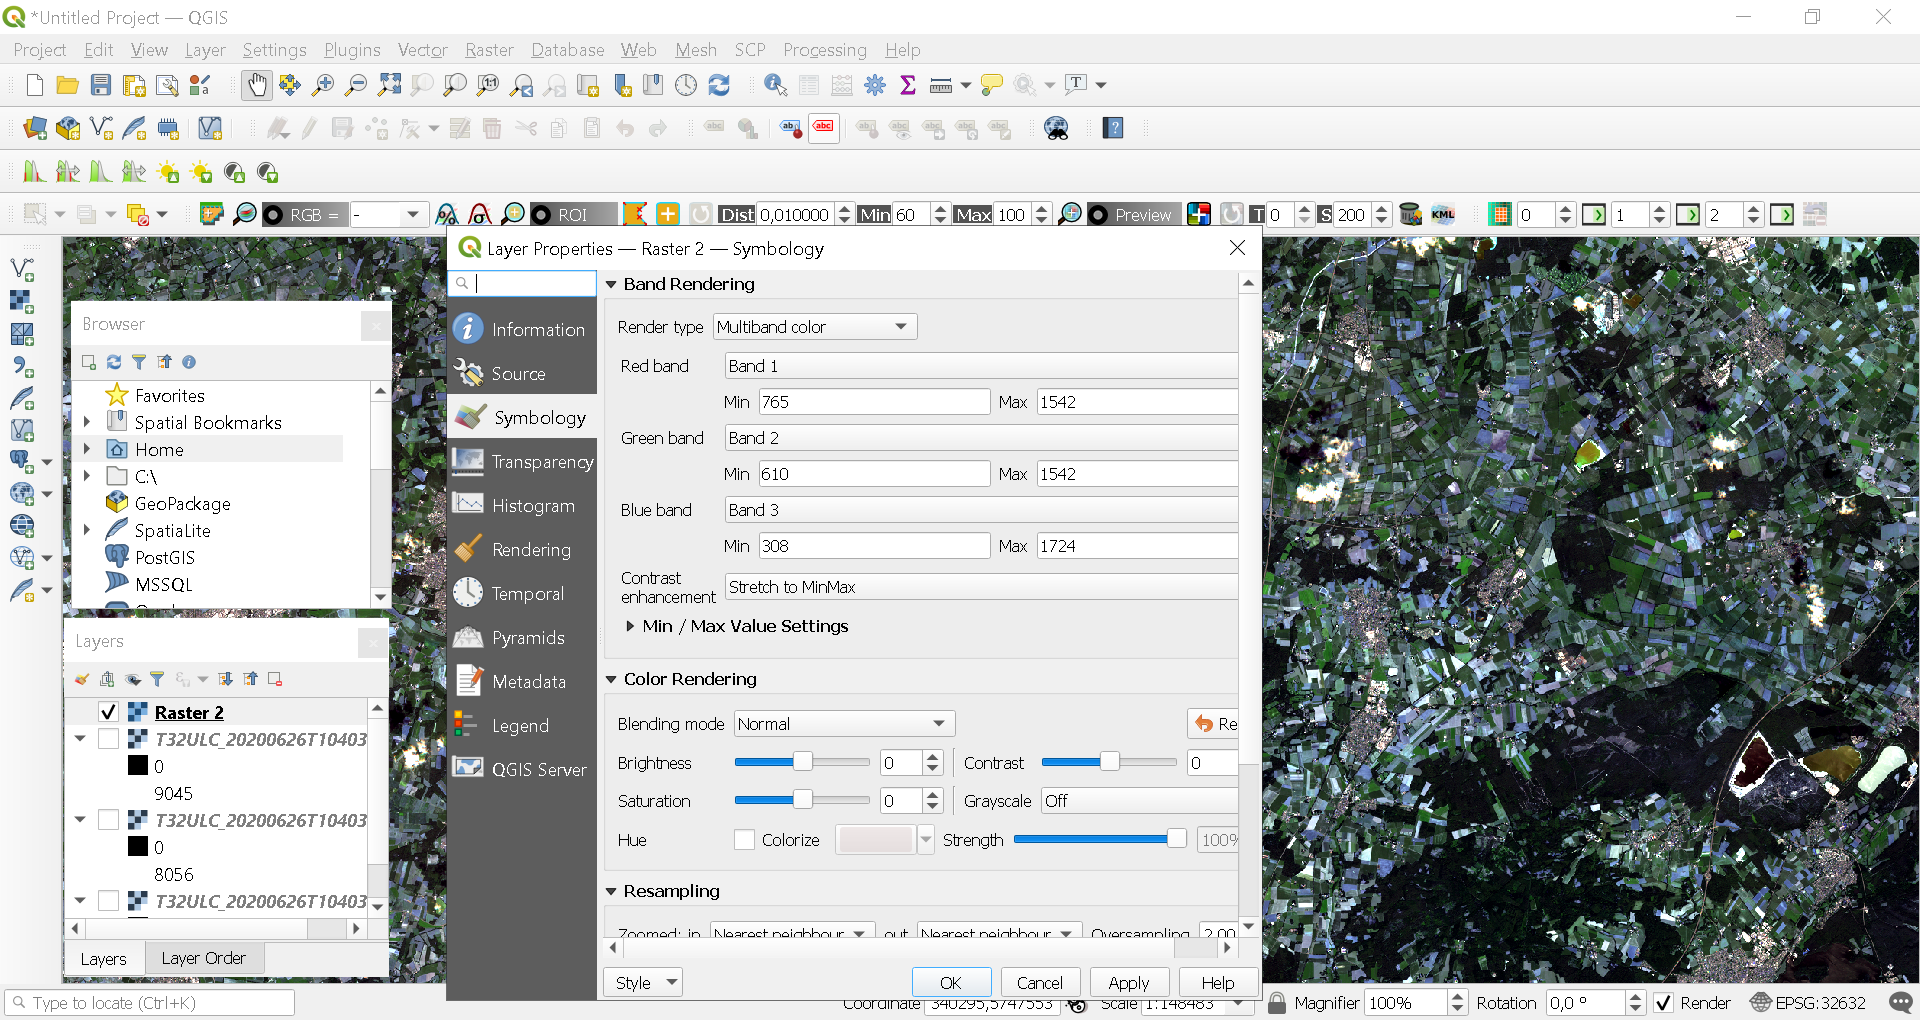 *Untitled Project — QGIS
Project Edit View Layer Settings Plugins Vector Raster Database Web Mesh SCP Processing Help
RGB = - ROI Dist 0,010000 Min 60 Max 100 Preview T 0 S 200 KML 0 1 2
Layer Properties — Raster 2 — Symbology
Browser
Favorites
Spatial Bookmarks
Home
C:\
GeoPackage
SpatiaLite
PostGIS
MSSQL
Layers
Raster 2
T32ULC_20200626T10403
0
9045
T32ULC_20200626T10403
0
8056
T32ULC_20200626T10403
Layers Layer Order
Information
Source
Symbology
Transparency
Histogram
Rendering
Temporal
Pyramids
Metadata
Legend
QGIS Server
Band Rendering
Render type Multiband color
Red band Band 1
Min 765 Max 1542
Green band Band 2
Min 610 Max 1542
Blue band Band 3
Min 308 Max 1724
Contrast
enhancement Stretch to MinMax
Min / Max Value Settings
Color Rendering
Blending mode Normal Re
Brightness 0 Contrast 0
Saturation 0 Grayscale Off
Hue Colorize Strength 100%
Resampling
Zoomed: in Nearest neighbour out Nearest neighbour Oversampling 2,00
Style OK Cancel Apply Help
Type to locate (Ctrl+K) Coordinate 340295,5747553 Scale 1:148483 Magnifier 100% Rotation 0,0 ° Render EPSG:32632